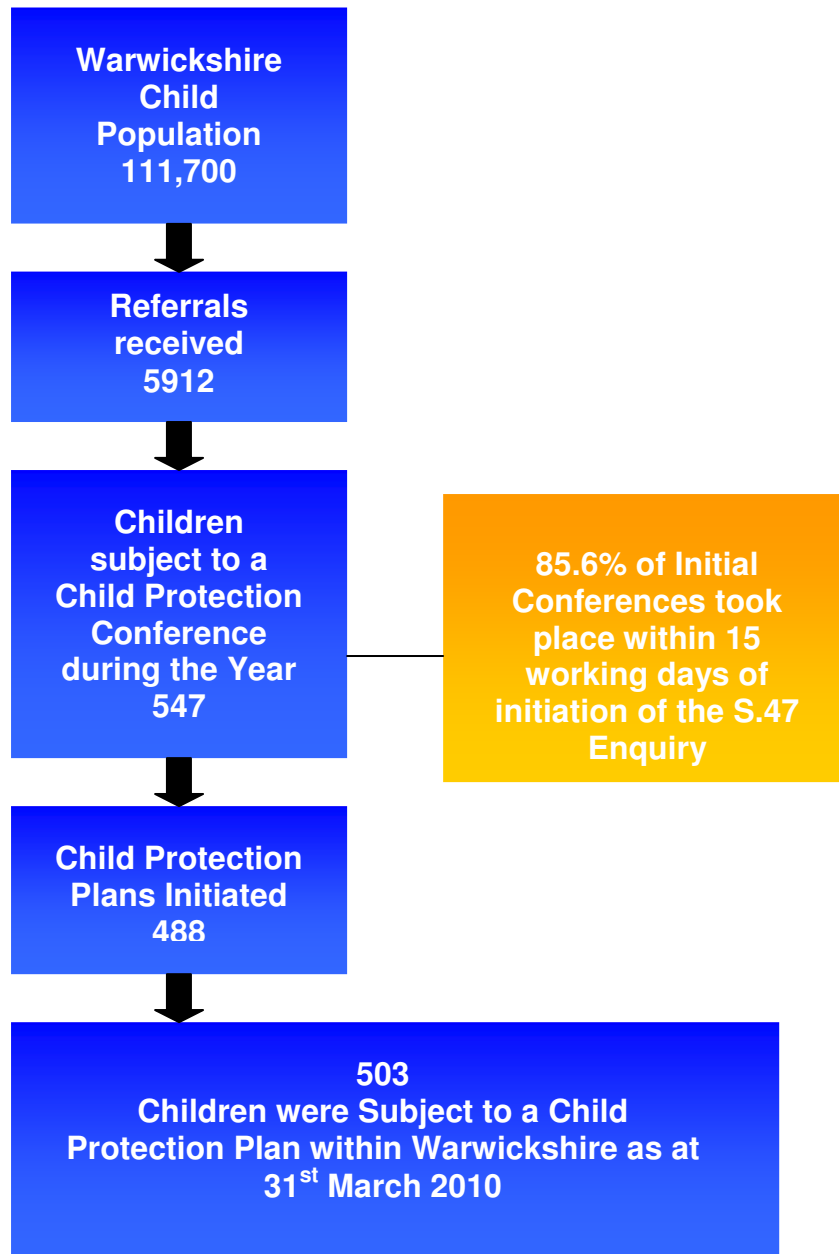 Warwickshire
Child
Population
111,700
Referrals
received
5912
Children
subject to a
Child Protection
Conference
during the Year
547
85.6% of Initial
Conferences took
place within 15
working days of
initiation of the S.47
Enquiry
Child Protection
Plans Initiated
488
503
Children were Subject to a Child
Protection Plan within Warwickshire as at
31st March 2010